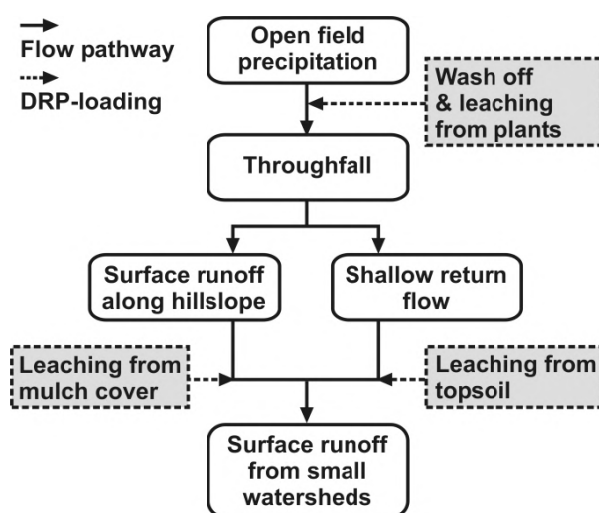 Flow pathway
DRP-loading
Open field
precipitation
Wash off
& leaching
from plants
Throughfall
Surface runoff
along hillslope
Shallow return
flow
Leaching from
mulch cover
Leaching from
topsoil
Surface runoff
from small
watersheds